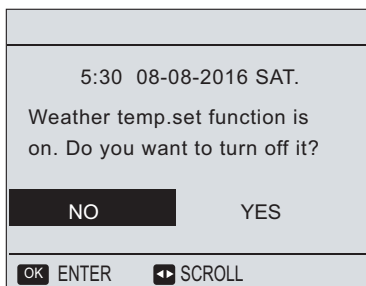 5:30 08-08-2016 SAT.
Weather temp.set function is
on. Do you want to turn off it?
NO YES
OK ENTER SCROLL